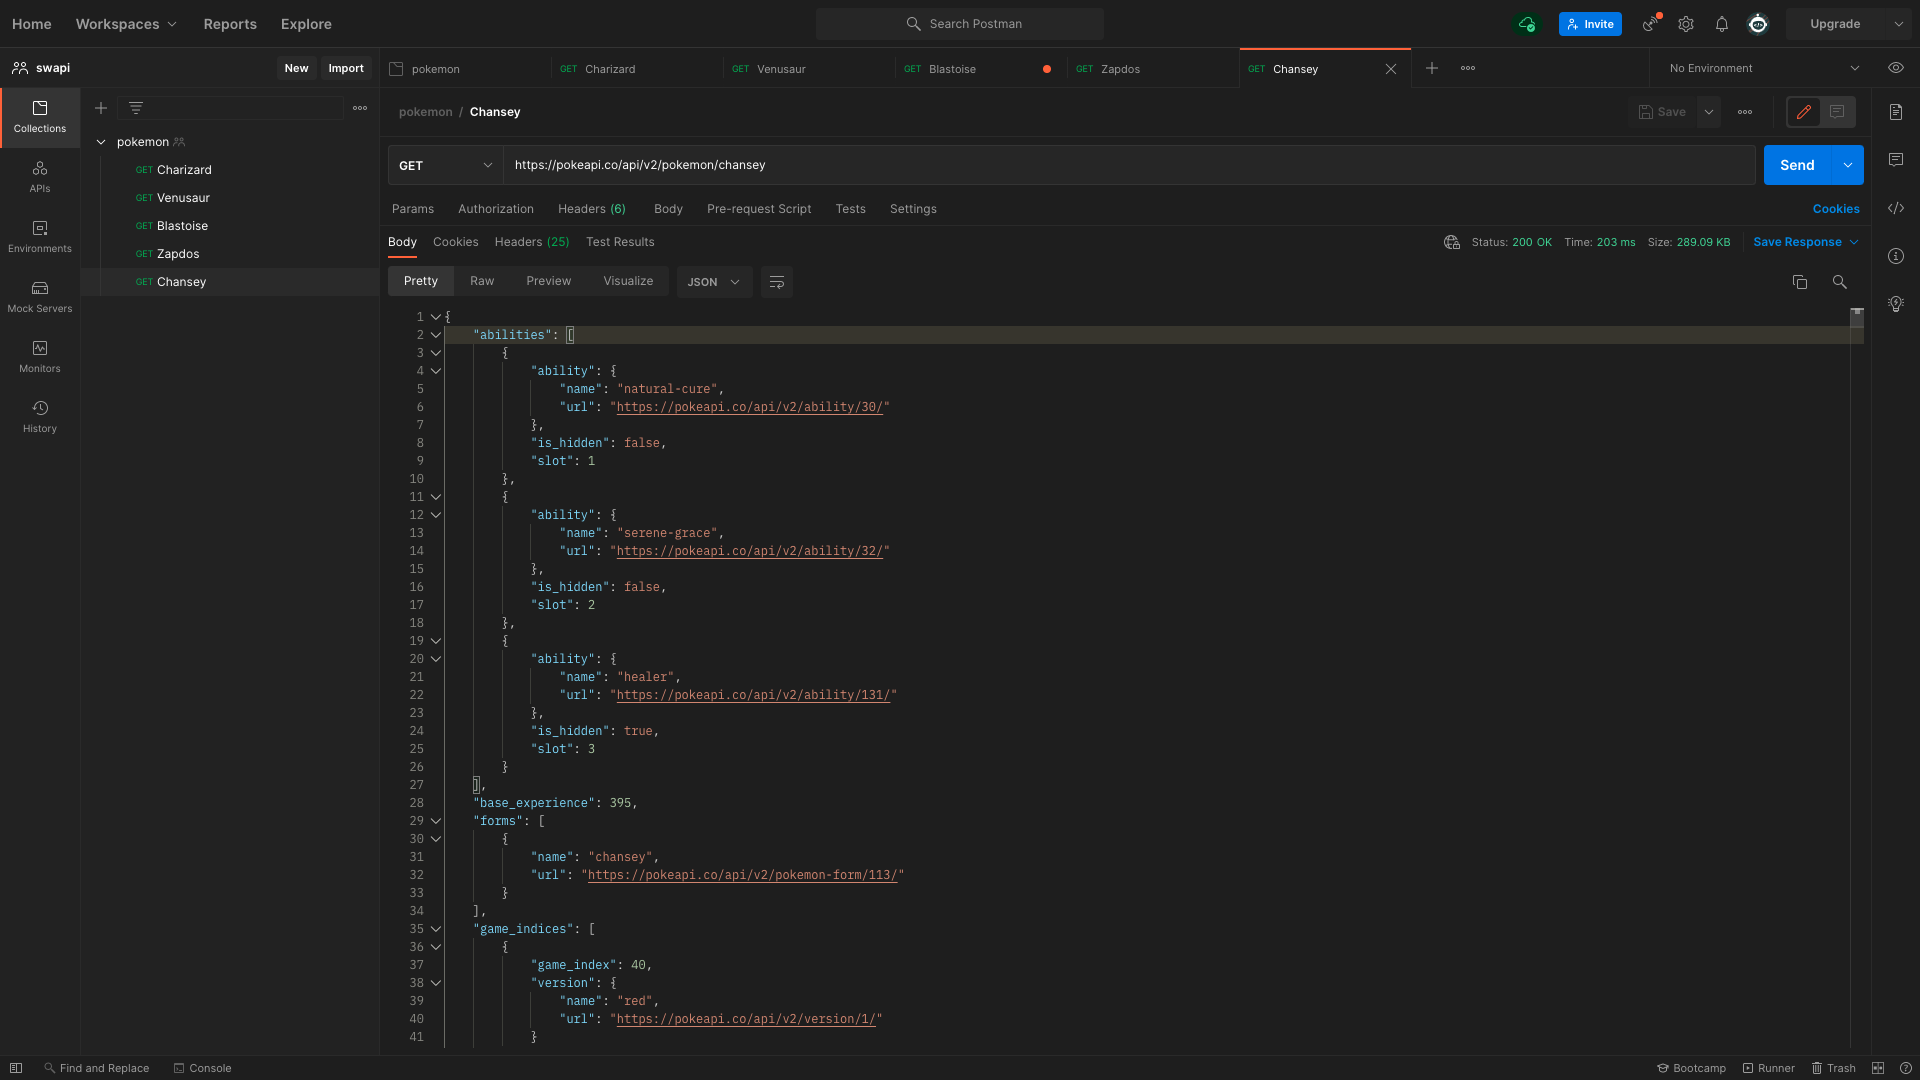 Home Workspaces Reports Explore Search Postman Invite Upgrade
swapi New Import pokemon GET Charizard GET Venusaur GET Blastoise GET Zapdos GET Chansey No Environment
Collections
APIs
Environments
Mock Servers
Monitors
History
pokemon
GET Charizard
GET Venusaur
GET Blastoise
GET Zapdos
GET Chansey
pokemon / Chansey Save
GET https://pokeapi.co/api/v2/pokemon/chansey Send
Params Authorization Headers (6) Body Pre-request Script Tests Settings Cookies
Body Cookies Headers (25) Test Results Status: 200 OK Time: 203 ms Size: 289.09 KB Save Response
Pretty Raw Preview Visualize JSON
1 {
2 "abilities": [
3 {
4 "ability": {
5 "name": "natural-cure",
6 "url": "https://pokeapi.co/api/v2/ability/30/"
7 },
8 "is_hidden": false,
9 "slot": 1
10 },
11 {
12 "ability": {
13 "name": "serene-grace",
14 "url": "https://pokeapi.co/api/v2/ability/32/"
15 },
16 "is_hidden": false,
17 "slot": 2
18 },
19 {
20 "ability": {
21 "name": "healer",
22 "url": "https://pokeapi.co/api/v2/ability/131/"
23 },
24 "is_hidden": true,
25 "slot": 3
26 }
27 ],
28 "base_experience": 395,
29 "forms": [
30 {
31 "name": "chansey",
32 "url": "https://pokeapi.co/api/v2/pokemon-form/113/"
33 }
34 ],
35 "game_indices": [
36 {
37 "game_index": 40,
38 "version": {
39 "name": "red",
40 "url": "https://pokeapi.co/api/v2/version/1/"
41 }
Find and Replace Console Bootcamp Runner Trash